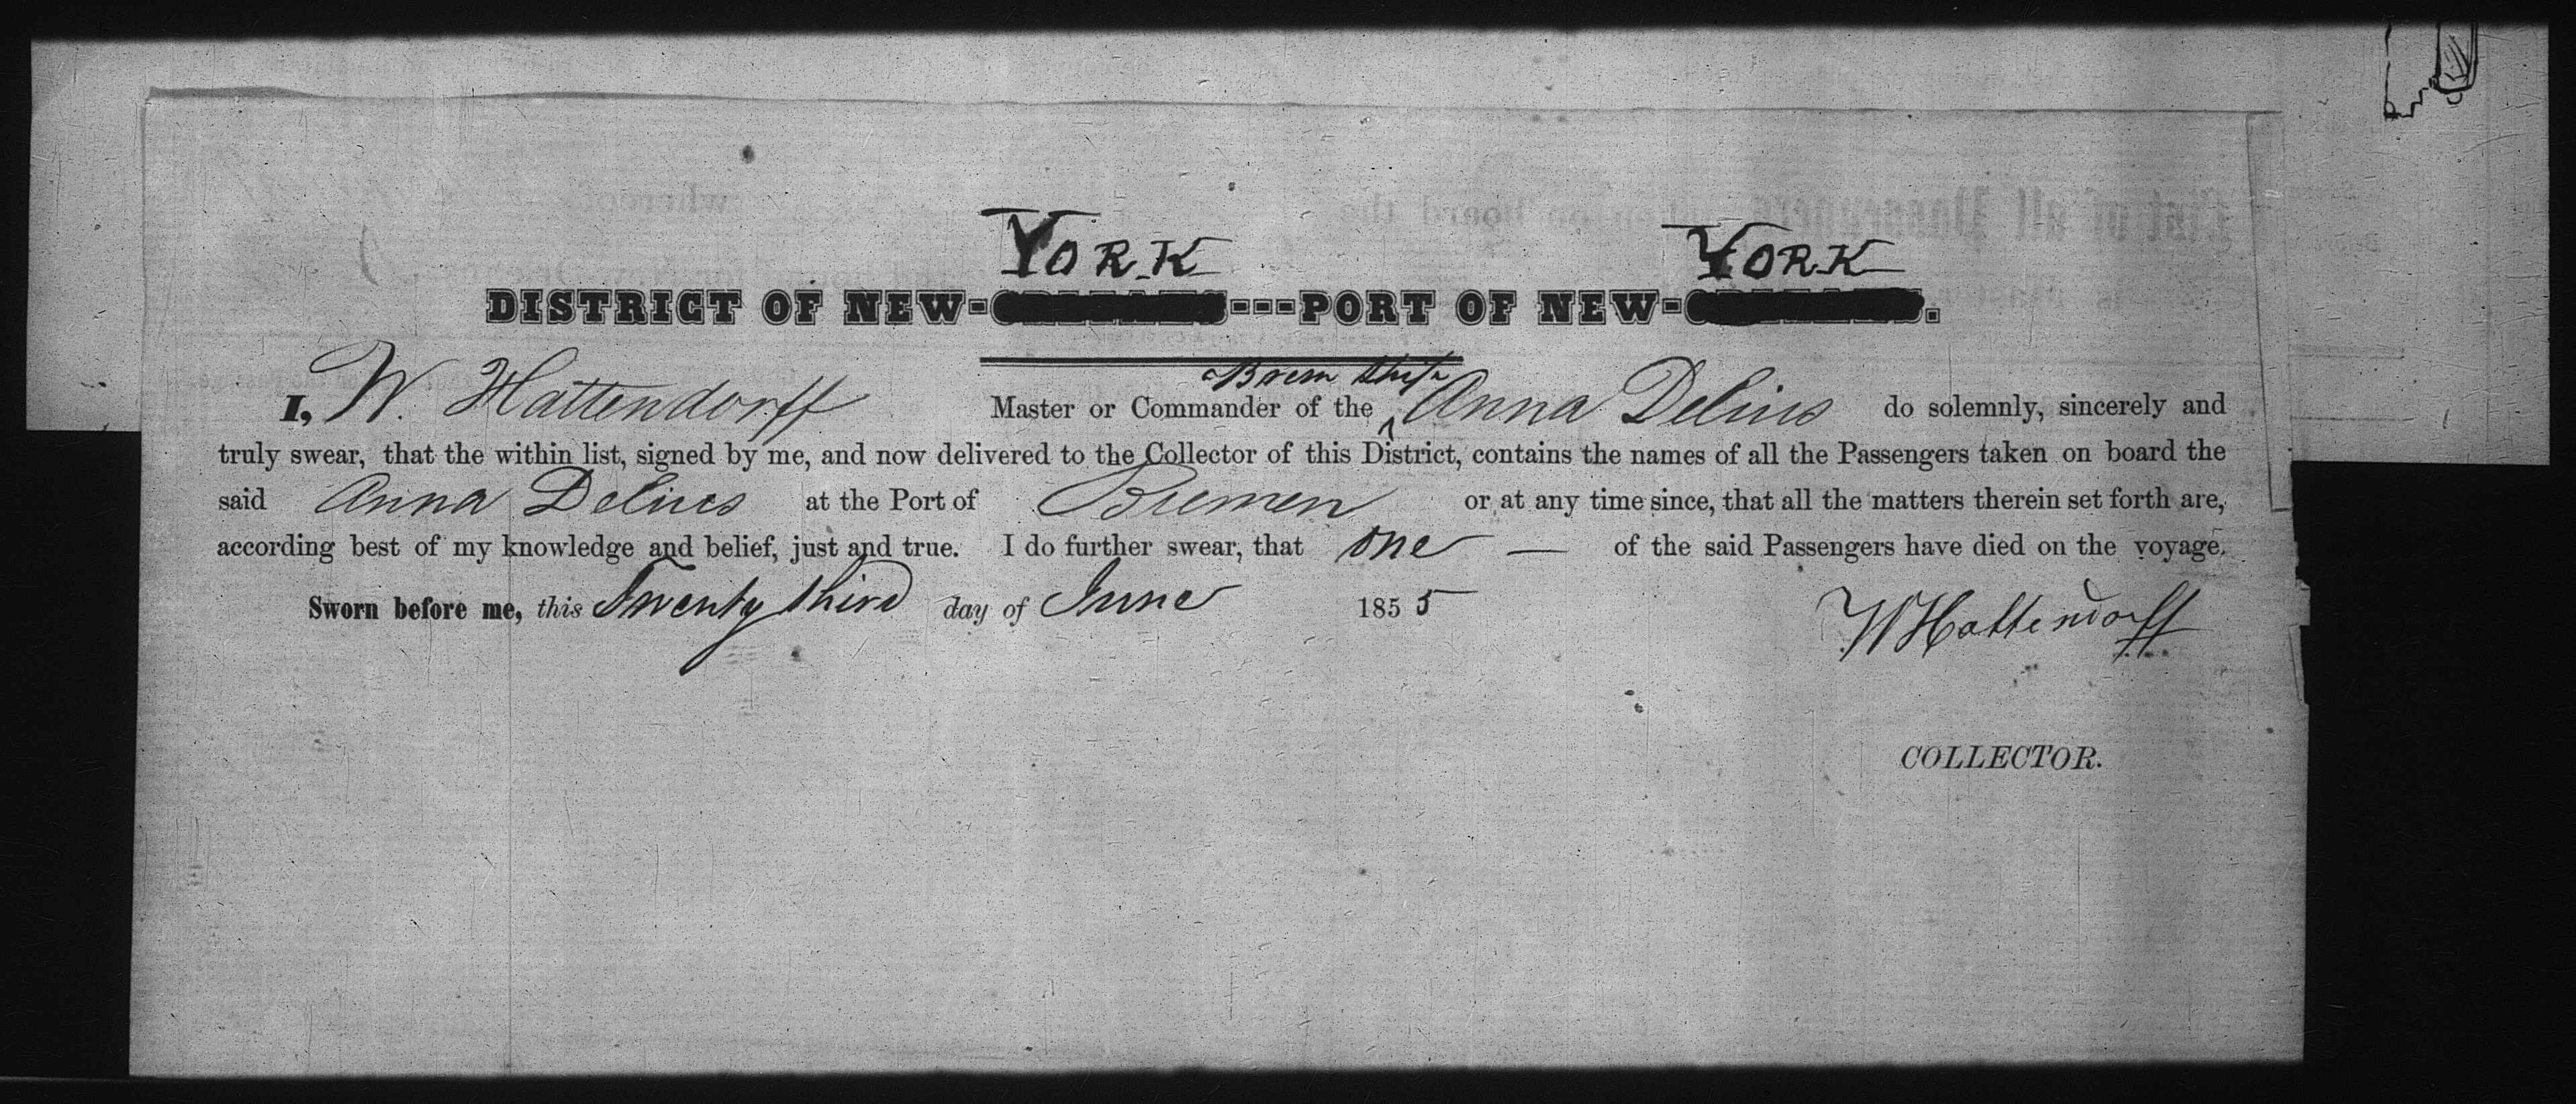 YORK YORK
DISTRICT OF NEW- ---PORT OF NEW- .
Brem Ship
I, W. Hattendorff Master or Commander of the ^ Anna Delius do solemnly, sincerely and
truly swear, that the within list, signed by me, and now delivered to the Collector of this District, contains the names of all the Passengers taken on board the
said Anna Delius at the Port of Bremen or at any time since, that all the matters therein set forth are,
according best of my knowledge and belief, just and true. I do further swear, that one — of the said Passengers have died on the voyage.
Sworn before me, this Twenty third day of June 1855
WHattendorff
COLLECTOR.